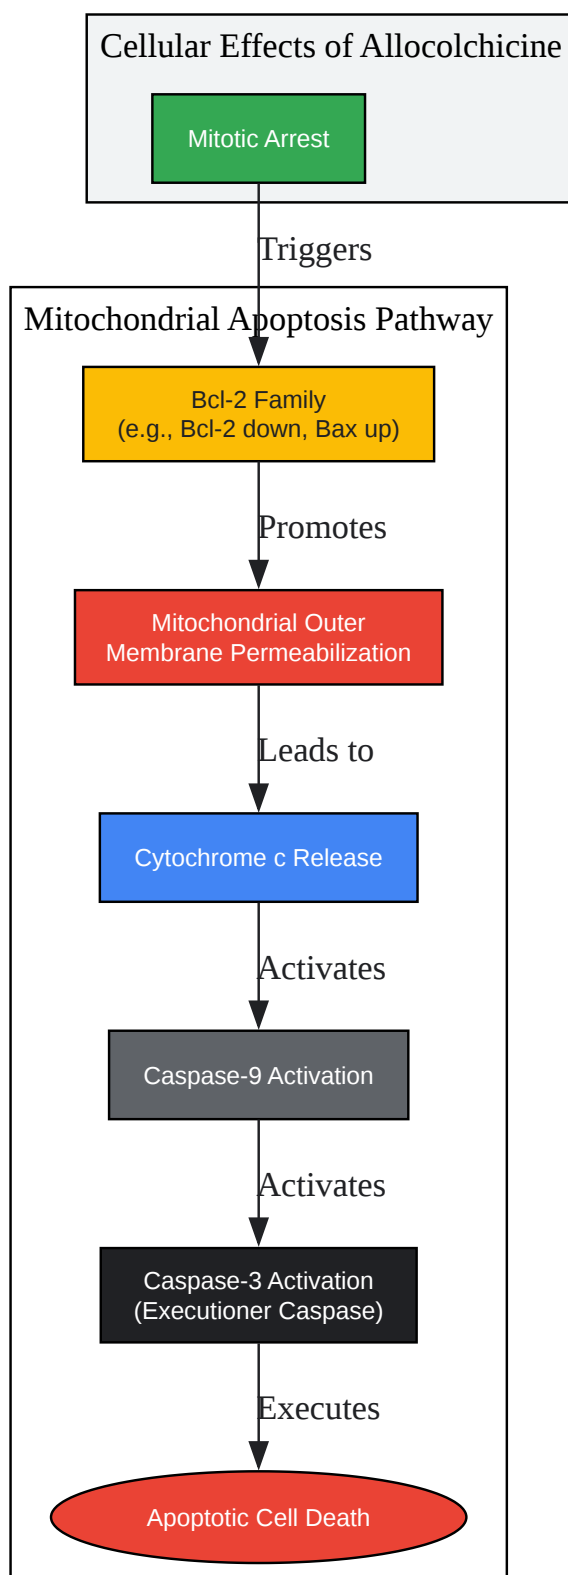 Cellular Effects of Allocolchicine
Mitotic Arrest
Triggers
Mitochondrial Apoptosis Pathway
Bcl-2 Family
(e.g., Bcl-2 down, Bax up)
Promotes
Mitochondrial Outer
Membrane Permeabilization
Leads to
Cytochrome c Release
Activates
Caspase-9 Activation
Activates
Caspase-3 Activation
(Executioner Caspase)
Executes
Apoptotic Cell Death